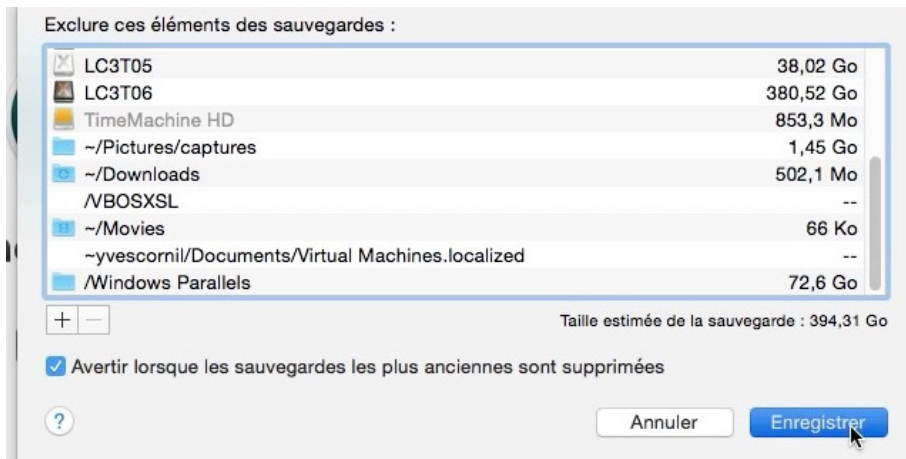 Exclure ces éléments des sauvegardes :
LC3T05 38,02 Go
LC3T06 380,52 Go
TimeMachine HD 853,3 Mo
~/Pictures/captures 1,45 Go
~/Downloads 502,1 Mo
/VBOSXSL --
~/Movies 66 Ko
~yvescornil/Documents/Virtual Machines.localized --
/Windows Parallels 72,6 Go
+ −
Taille estimée de la sauvegarde : 394,31 Go
Avertir lorsque les sauvegardes les plus anciennes sont supprimées
? Annuler Enregistrer